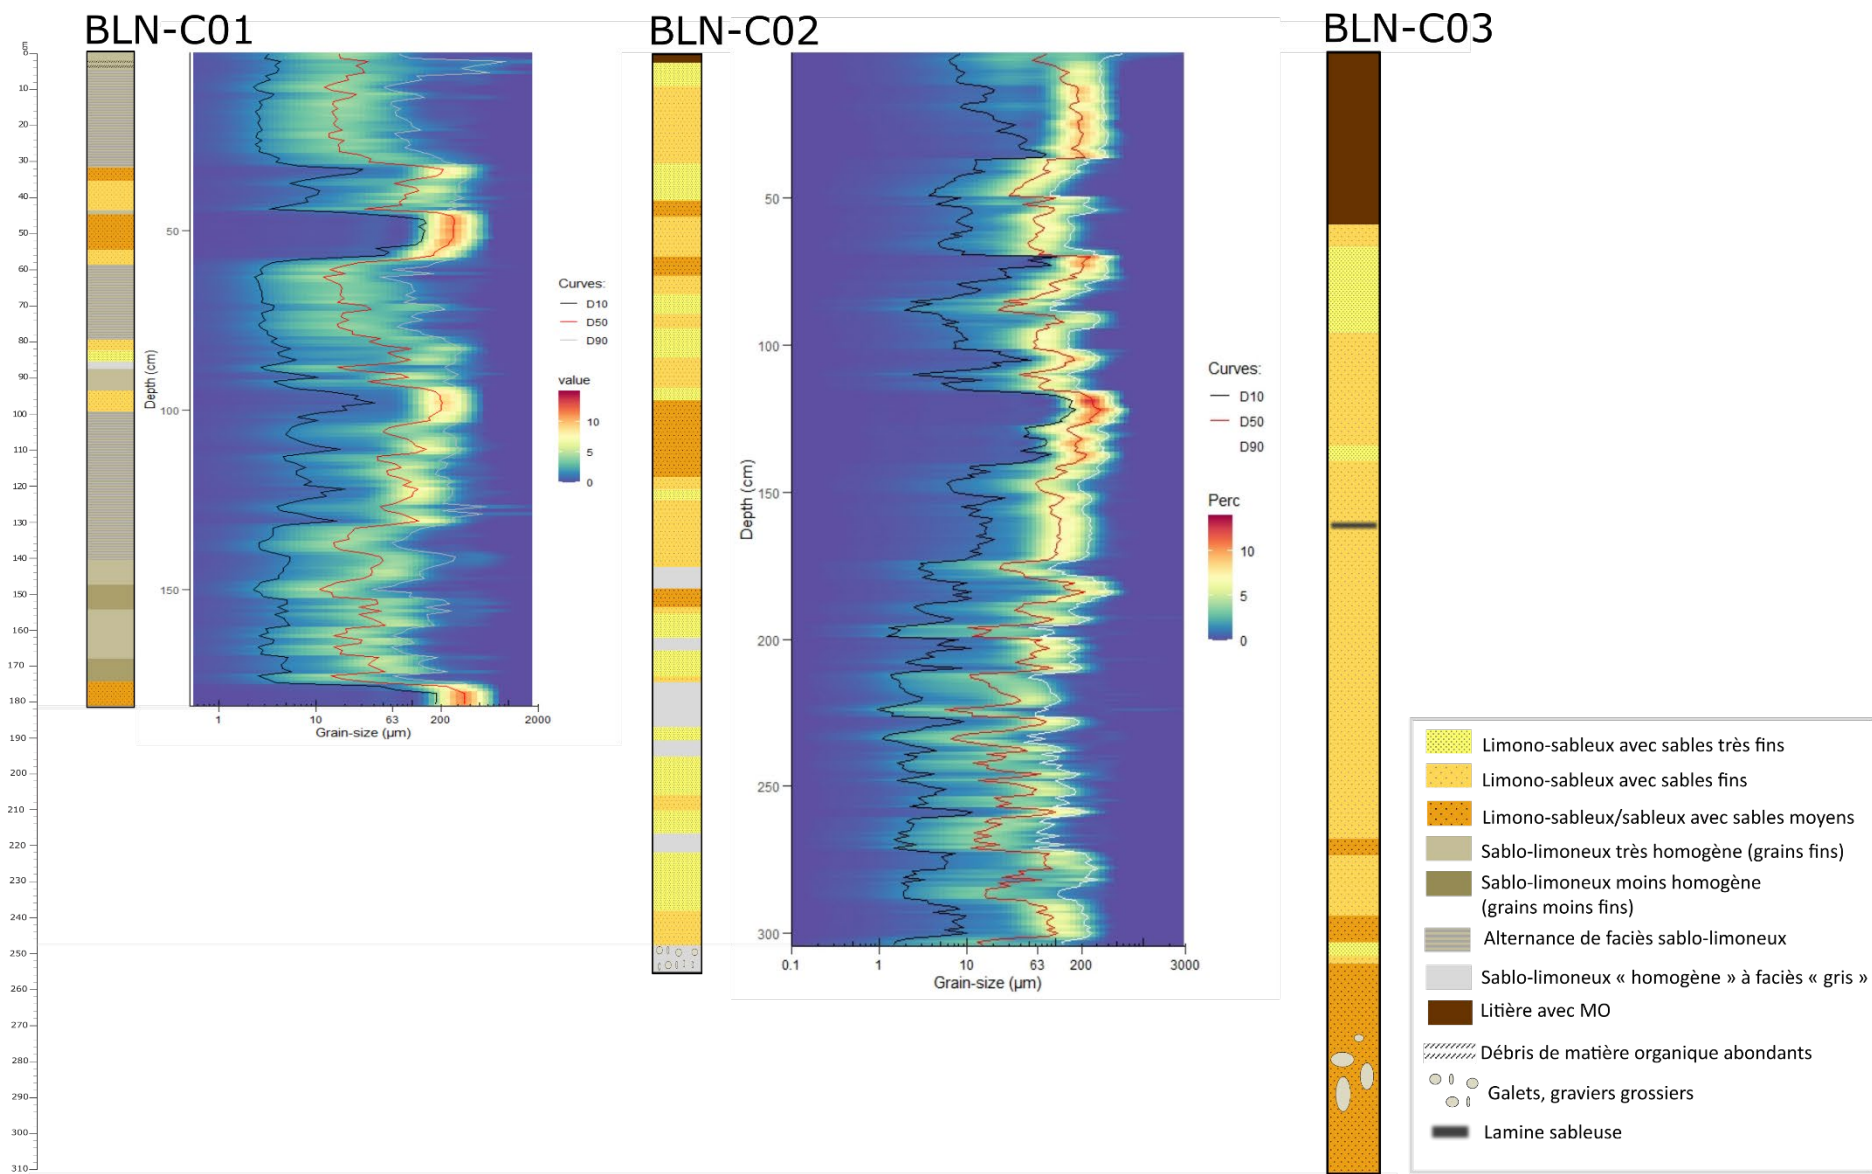 BLN-C01
BLN-C02
BLN-C03
0
10
20
30
40
50
60
70
80
90
100
110
120
130
140
150
160
170
180
190
200
210
220
230
240
250
260
270
280
290
300
310
50
100
150
Depth (cm)
1
10
63
200
2000
Grain-size (µm)
Curves:
D10
D50
D90
value
10
5
0
50
100
150
200
250
300
Depth (cm)
0.1
1
10
63
200
3000
Grain-size (µm)
Curves:
D10
D50
D90
Perc
10
5
0
Limono-sableux avec sables très fins
Limono-sableux avec sables fins
Limono-sableux/sableux avec sables moyens
Sablo-limoneux très homogène (grains fins)
Sablo-limoneux moins homogène
(grains moins fins)
Alternance de faciès sablo-limoneux
Sablo-limoneux « homogène » à faciès « gris »
Litière avec MO
Débris de matière organique abondants
Galets, graviers grossiers
Lamine sableuse